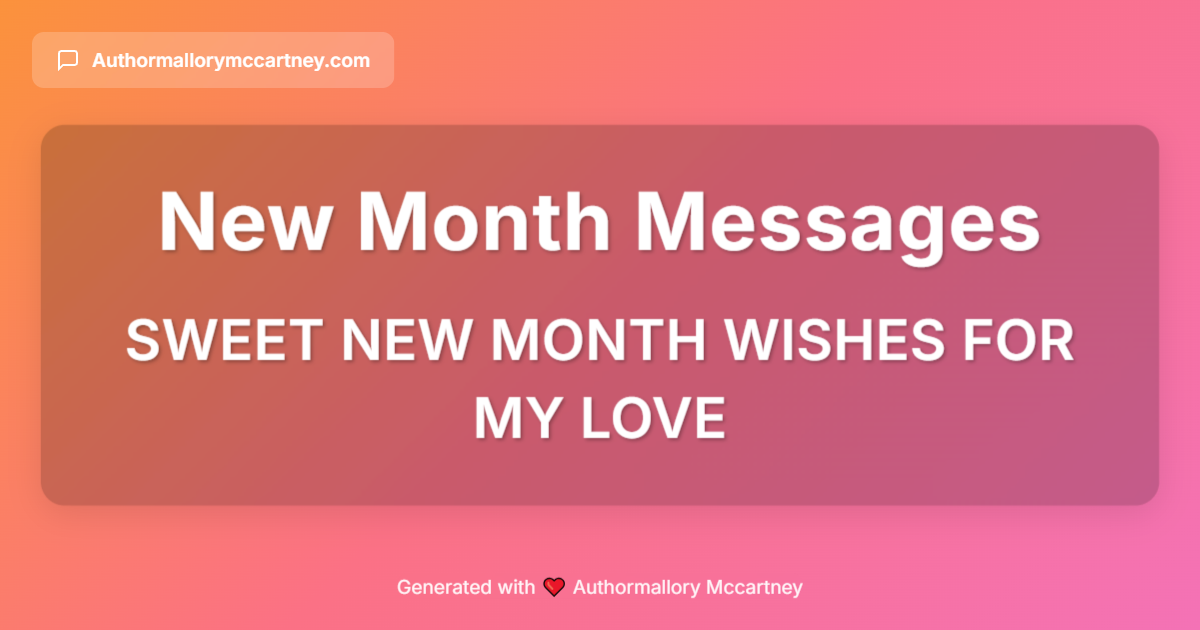 Authormallorymccartney.com
New Month Messages
SWEET NEW MONTH WISHES FOR
MY LOVE
Generated with ❤️ Authormallory Mccartney